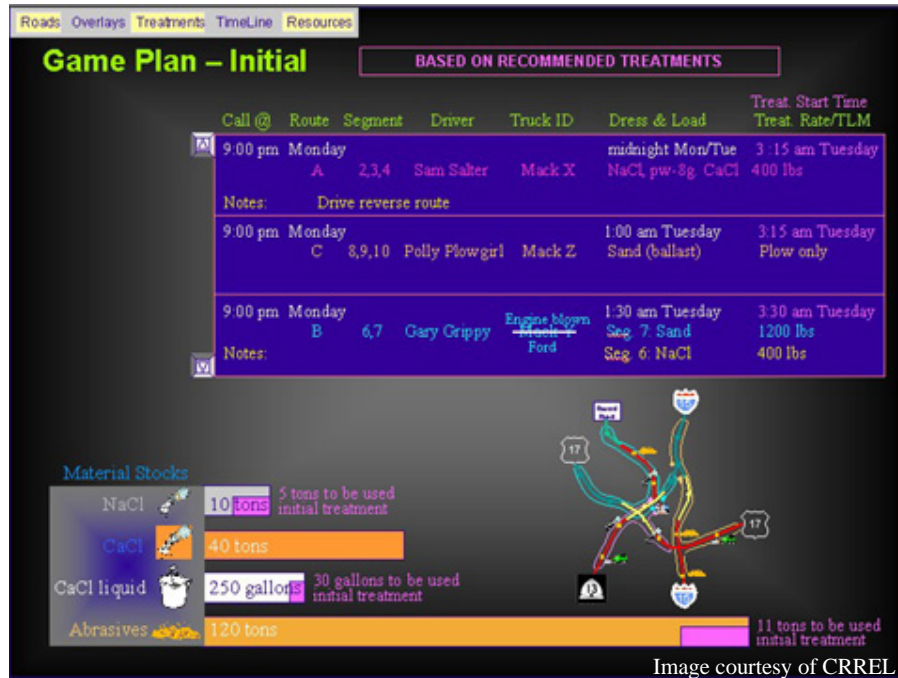 Roads Overlays Treatments TimeLine Resources
Game Plan – Initial
BASED ON RECOMMENDED TREATMENTS
Treat. Start Time
Call @ Route Segment Driver Truck ID Dress & Load Treat. Rate/TLM
9:00 pm Monday midnight Mon/Tue 3:15 am Tuesday
A 2,3,4 Sam Salter Mack X NaCl, pw-8g. CaCl 400 lbs
Notes: Drive reverse route
9:00 pm Monday 1:00 am Tuesday 3:15 am Tuesday
C 8,9,10 Polly Plowgirl Mack Z Sand (ballast) Plow only
9:00 pm Monday Engine blown 1:30 am Tuesday 3:30 am Tuesday
B 6,7 Gary Grippy Mack Y Seg. 7: Sand 1200 lbs
Notes: Ford Seg. 6: NaCl 400 lbs
17
17
13
Material Stocks
NaCl 10 tons 5 tons to be used
initial treatment
CaCl 40 tons
CaCl liquid 250 gallons 30 gallons to be used
initial treatment
Abrasives 120 tons 11 tons to be used
initial treatment
Image courtesy of CRREL